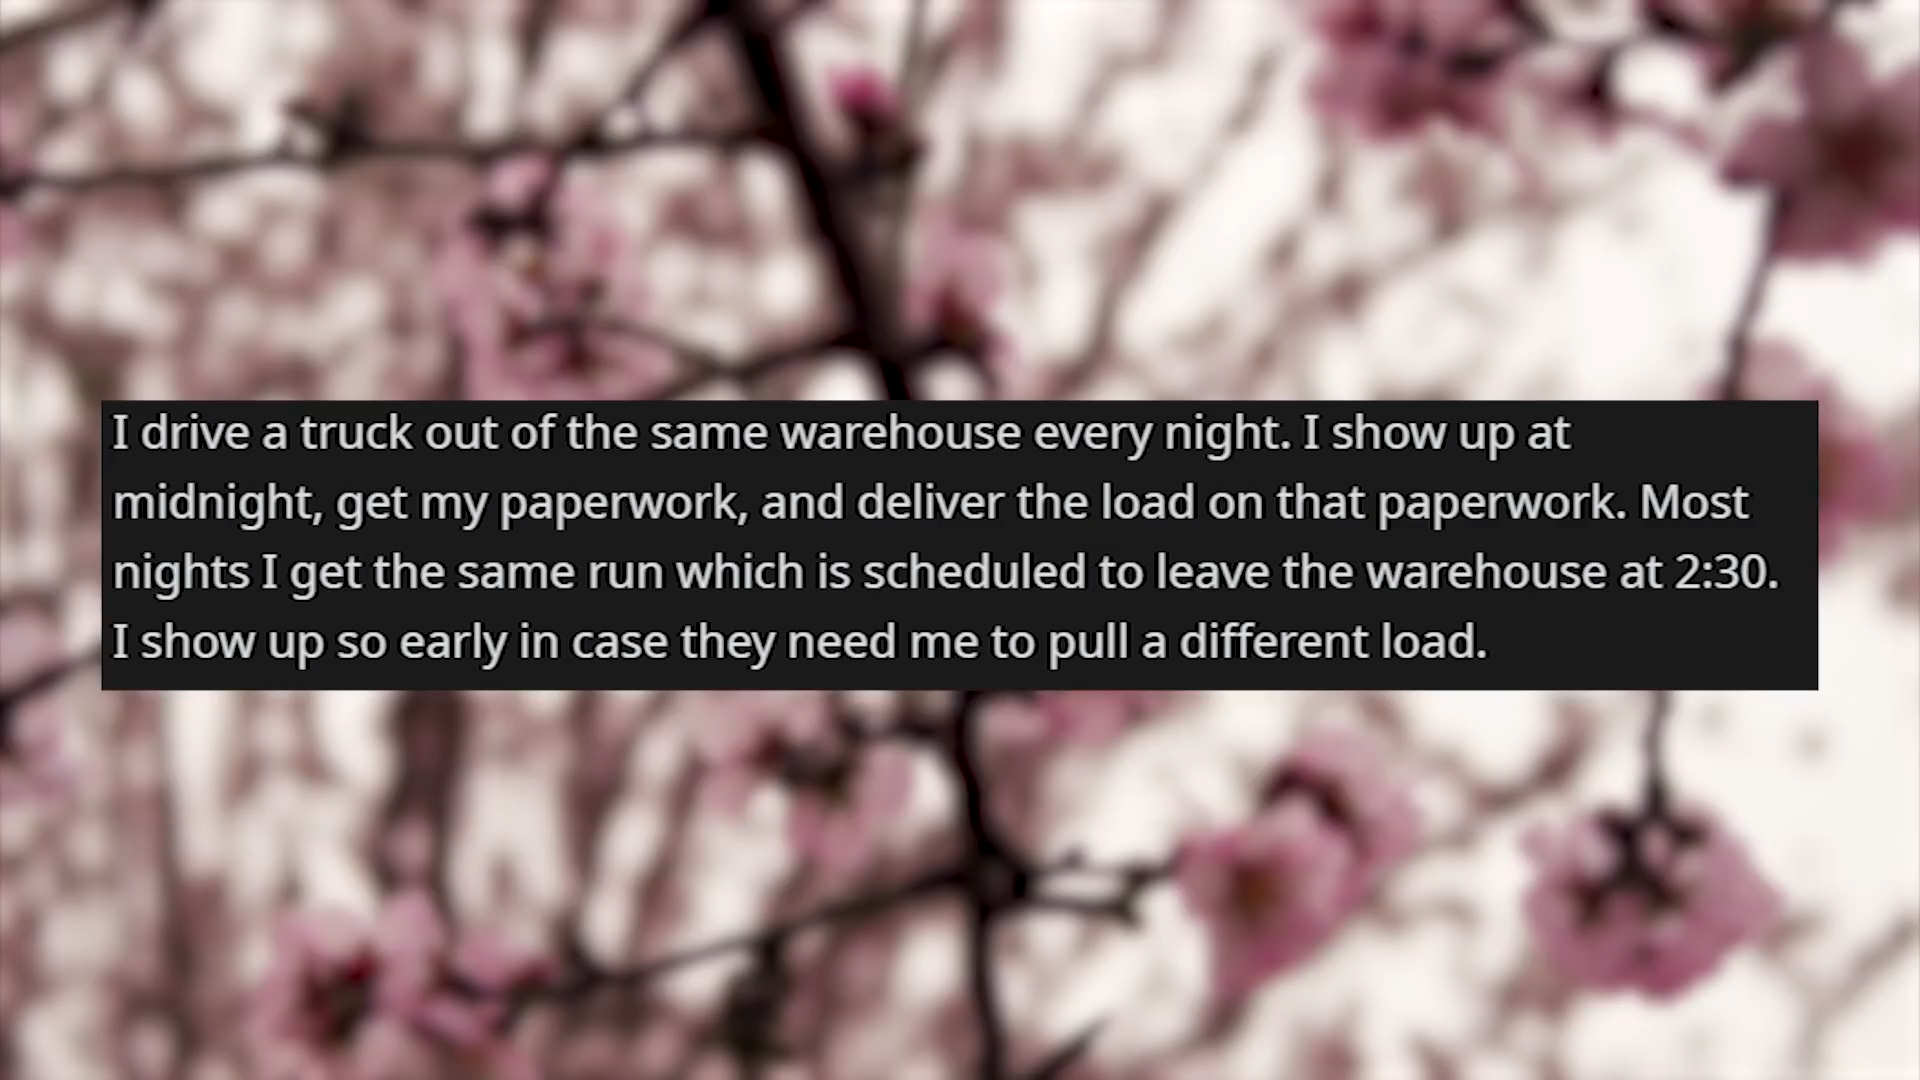 I drive a truck out of the same warehouse every night. I show up at
midnight, get my paperwork, and deliver the load on that paperwork. Most
nights I get the same run which is scheduled to leave the warehouse at 2:30.
I show up so early in case they need me to pull a different load.